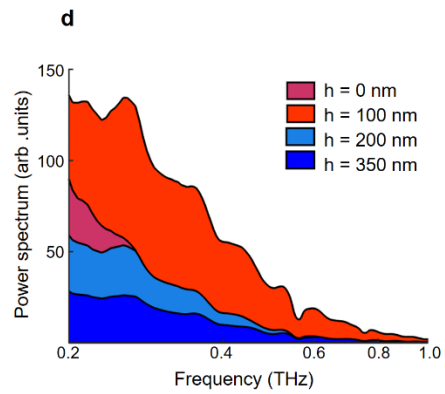 d
Power spectrum (arb .units)
150
100
50
h = 0 nm
h = 100 nm
h = 200 nm
h = 350 nm
0.2
0.4
0.6
0.8
1.0
Frequency (THz)